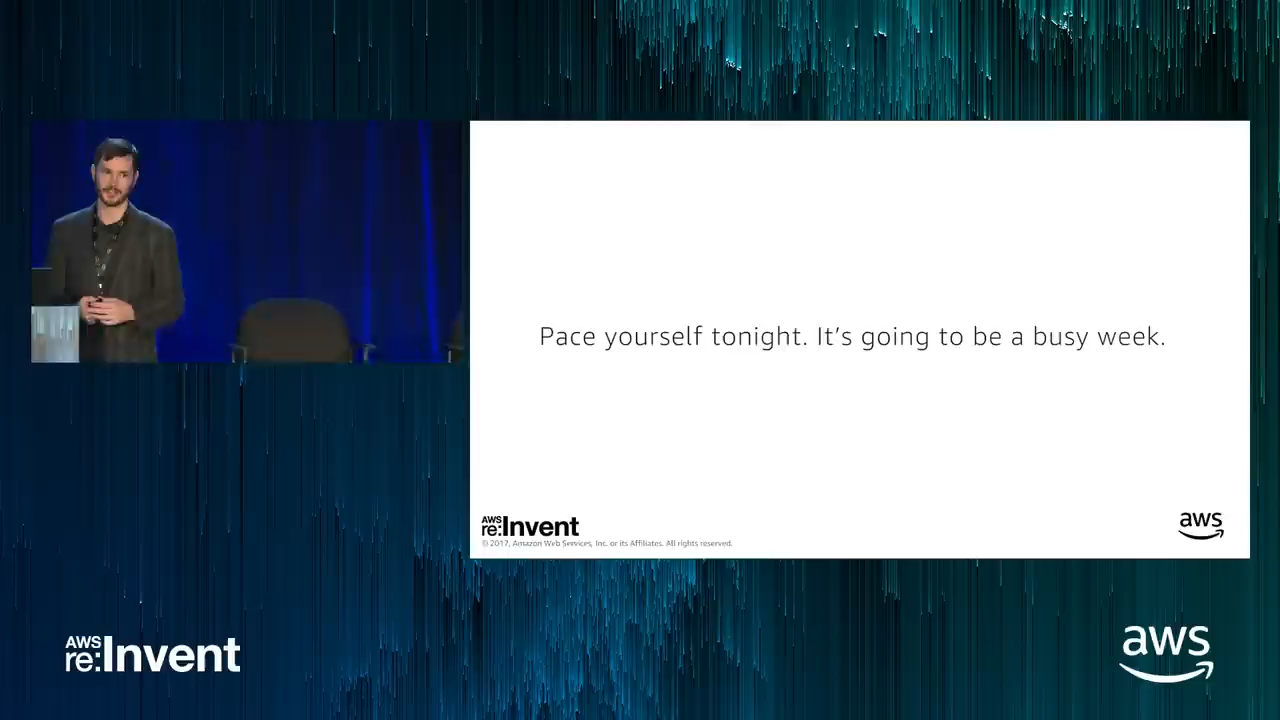 Pace yourself tonight. It's going to be a busy week.
AWS
re:Invent
© 2017, Amazon Web Services, Inc. or its Affiliates. All rights reserved.
aws
AWS
re:Invent
aws